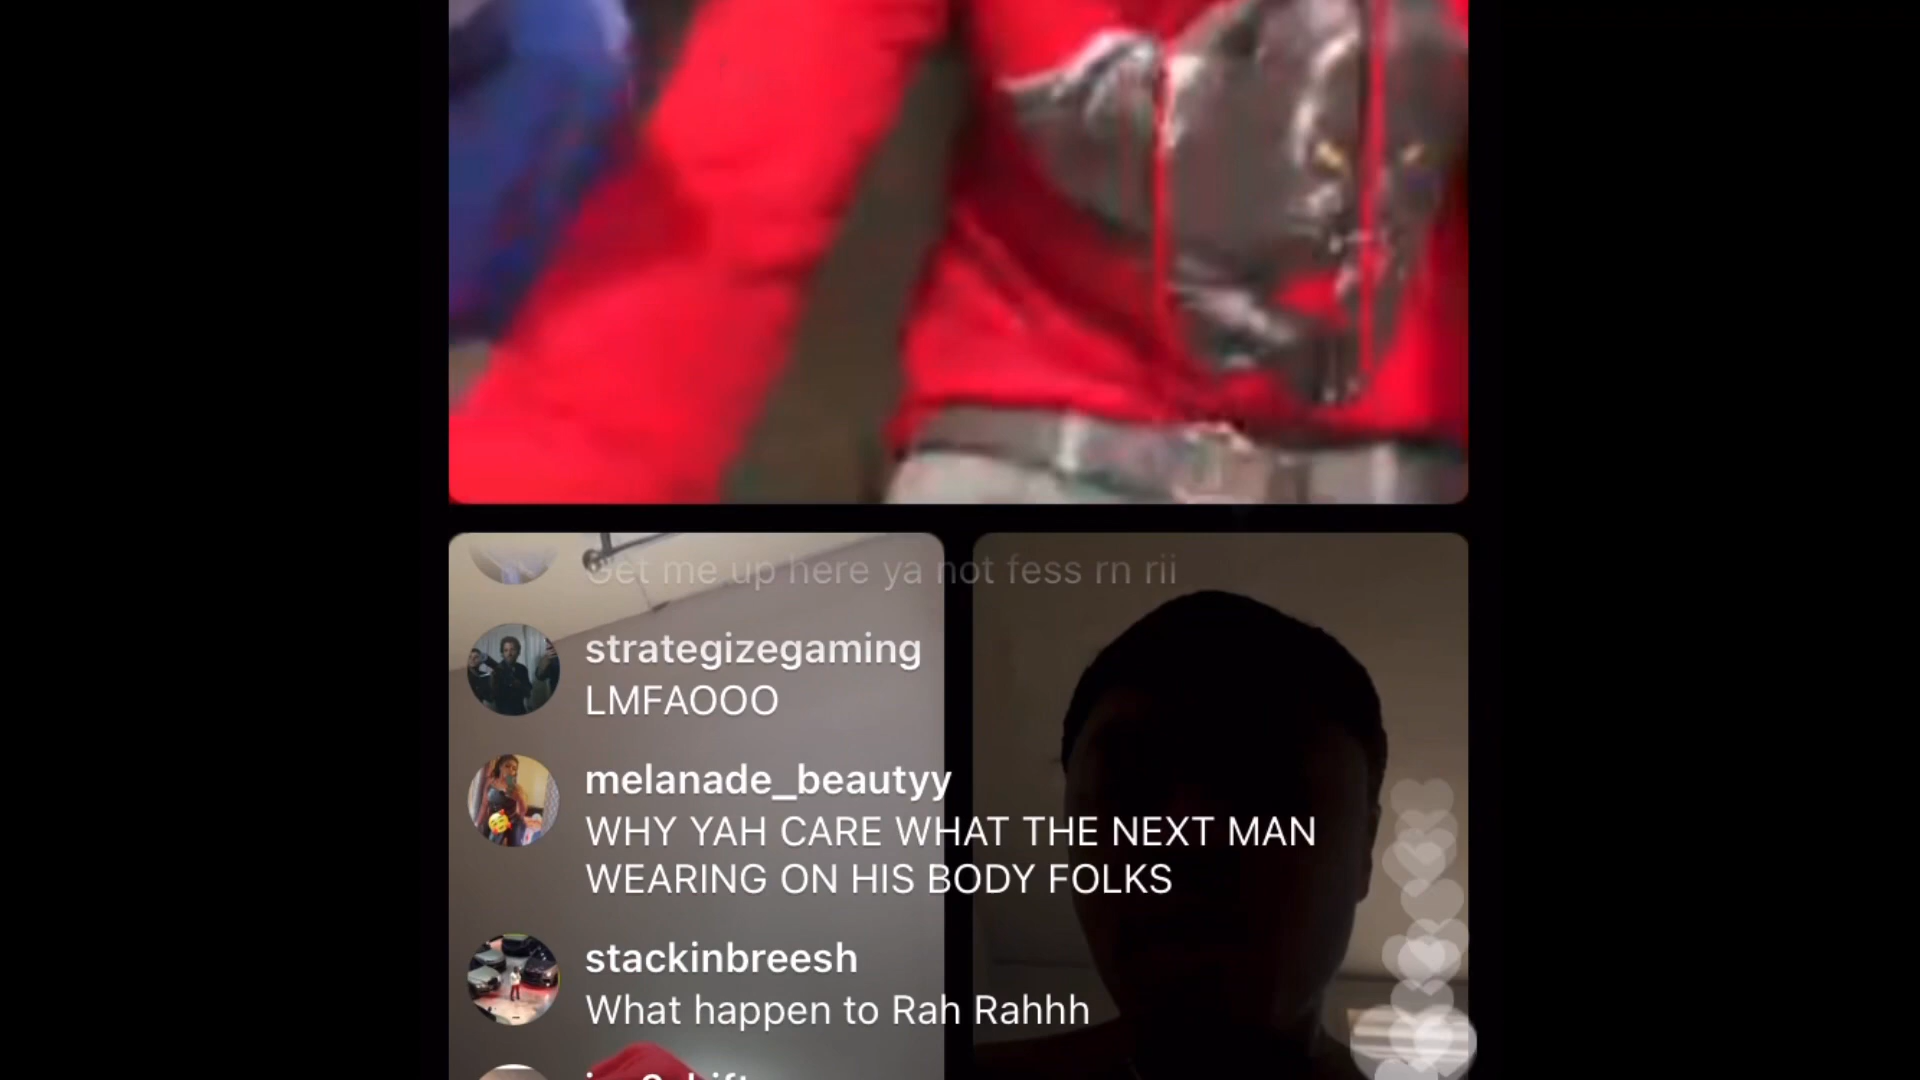 Get me up here ya not fess rn rii
strategizegaming
LMFAOOO
melanade_beautyy
WHY YAH CARE WHAT THE NEXT MAN
WEARING ON HIS BODY FOLKS
stackinbreesh
What happen to Rah Rahhh